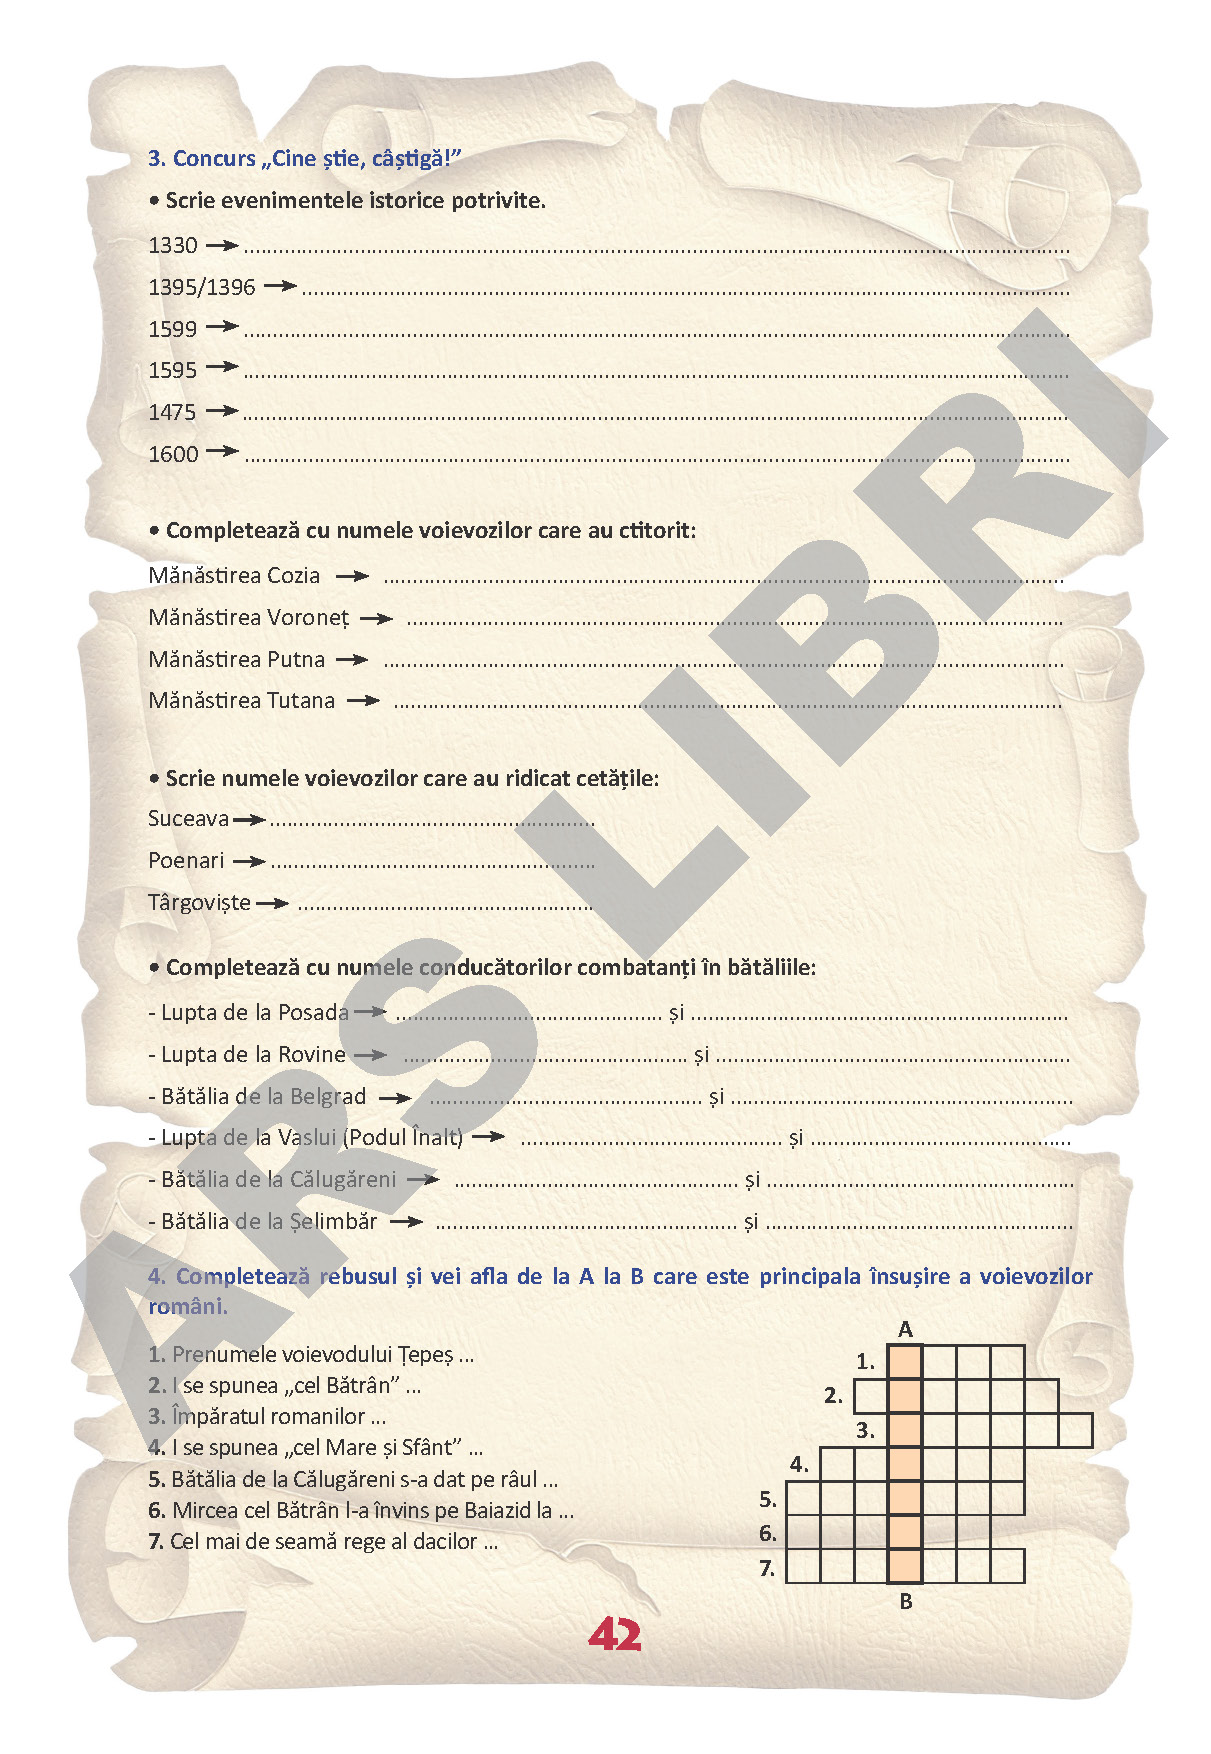 3. Concurs „Cine știe, câștigă!”
• Scrie evenimentele istorice potrivite.
1330 → ........................................
1395/1396 → ........................................
1599 → ........................................
1595 → ........................................
1475 → ........................................
1600 → ........................................
• Completează cu numele voievozilor care au ctitorit:
Mănăstirea Cozia → ........................................
Mănăstirea Voroneț → ........................................
Mănăstirea Putna → ........................................
Mănăstirea Tutana → ........................................
• Scrie numele voievozilor care au ridicat cetățile:
Suceava → ........................................
Poenari → ........................................
Târgoviște → ........................................
• Completează cu numele conducătorilor combatanți în bătăliile:
- Lupta de la Posada → .................... și ....................
- Lupta de la Rovine → .................... și ....................
- Bătălia de la Belgrad → .................... și ....................
- Lupta de la Vaslui (Podul Înalt) → .................... și ....................
- Bătălia de la Călugăreni → .................... și ....................
- Bătălia de la Șelimbăr → .................... și ....................
4. Completează rebusul și vei afla de la A la B care este principala însușire a voievozilor
români.
1. Prenumele voievodului Țepeș ...
2. I se spunea „cel Bătrân” ...
3. Împăratul romanilor ...
4. I se spunea „cel Mare și Sfânt” ...
5. Bătălia de la Călugăreni s-a dat pe râul ...
6. Mircea cel Bătrân l-a învins pe Baiazid la ...
7. Cel mai de seamă rege al dacilor ...
A
1.
2.
3.
4.
5.
6.
7.
B
42
ARS LIBRI